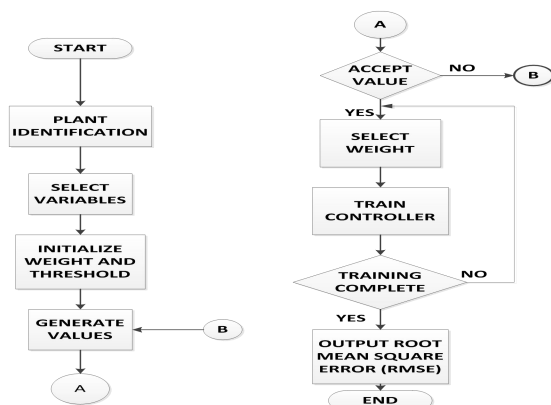 START
PLANT
IDENTIFICATION
SELECT
VARIABLES
INITIALIZE
WEIGHT AND
THRESHOLD
GENERATE
VALUES
B
A
A
ACCEPT
VALUE
NO
B
YES
SELECT
WEIGHT
TRAIN
CONTROLLER
TRAINING
COMPLETE
NO
YES
OUTPUT ROOT
MEAN SQUARE
ERROR (RMSE)
END